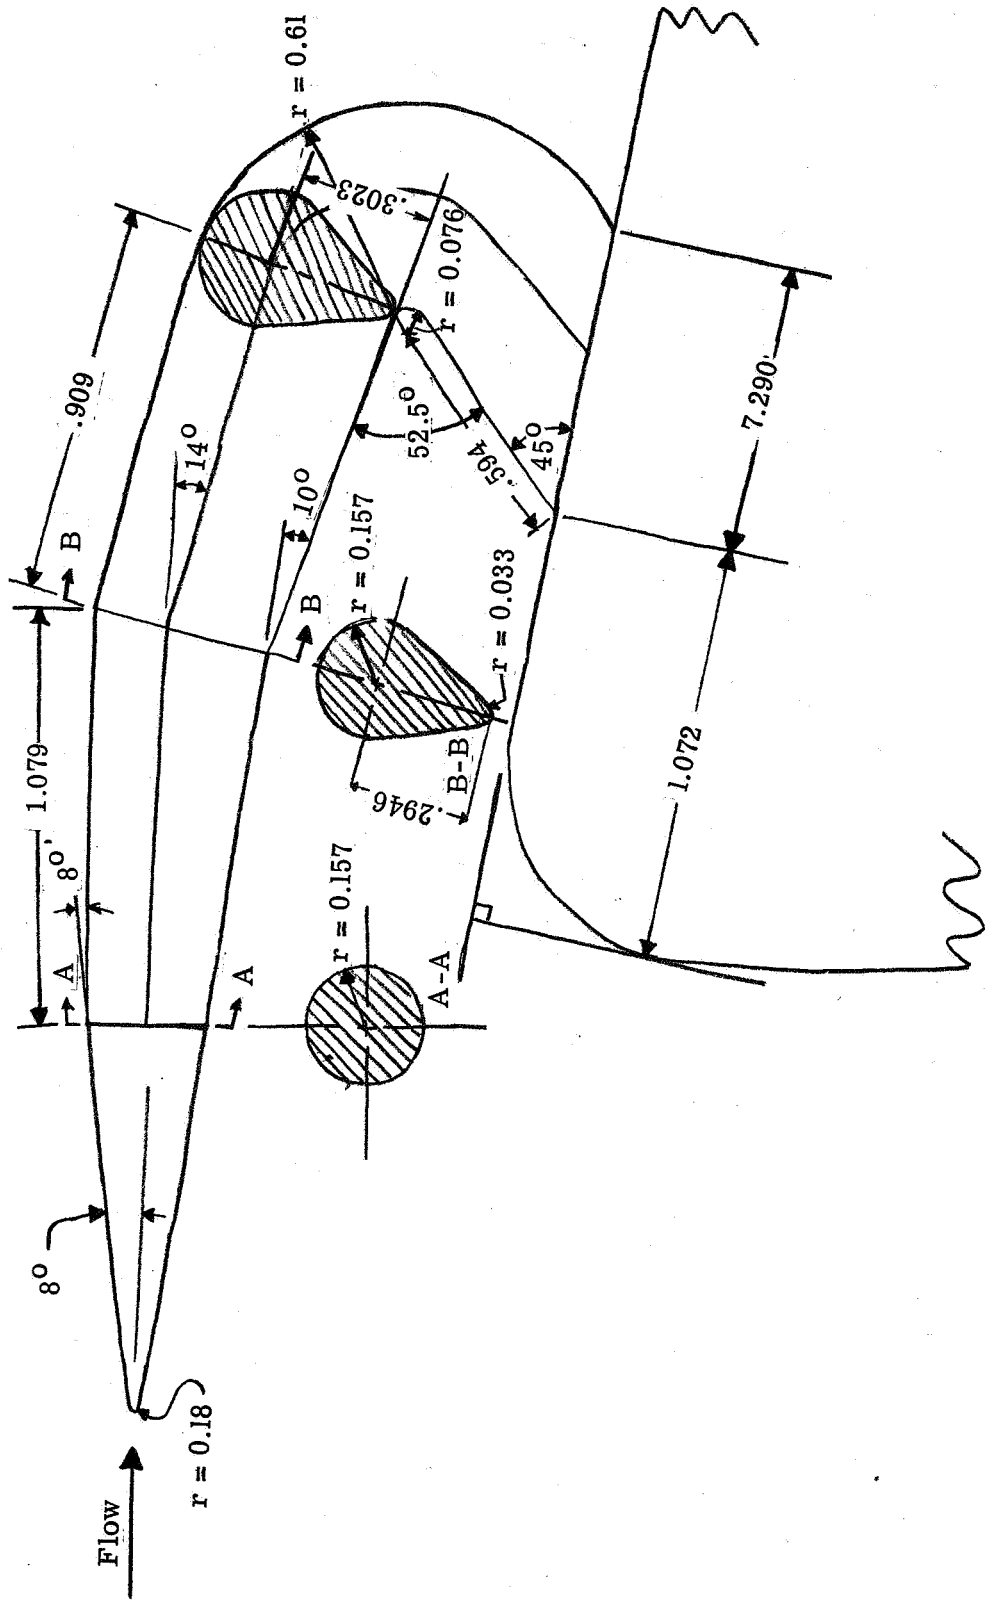 Flow
r = 0.18
8°
8°'
1.079
A
A
A-A
r = 0.157
B
B
B-B
.2946
r = 0.157
r = 0.033
14°
10°
.909
r = 0.61
.3023
r = 0.076
52.5°
.594
45°
1.072
7.290